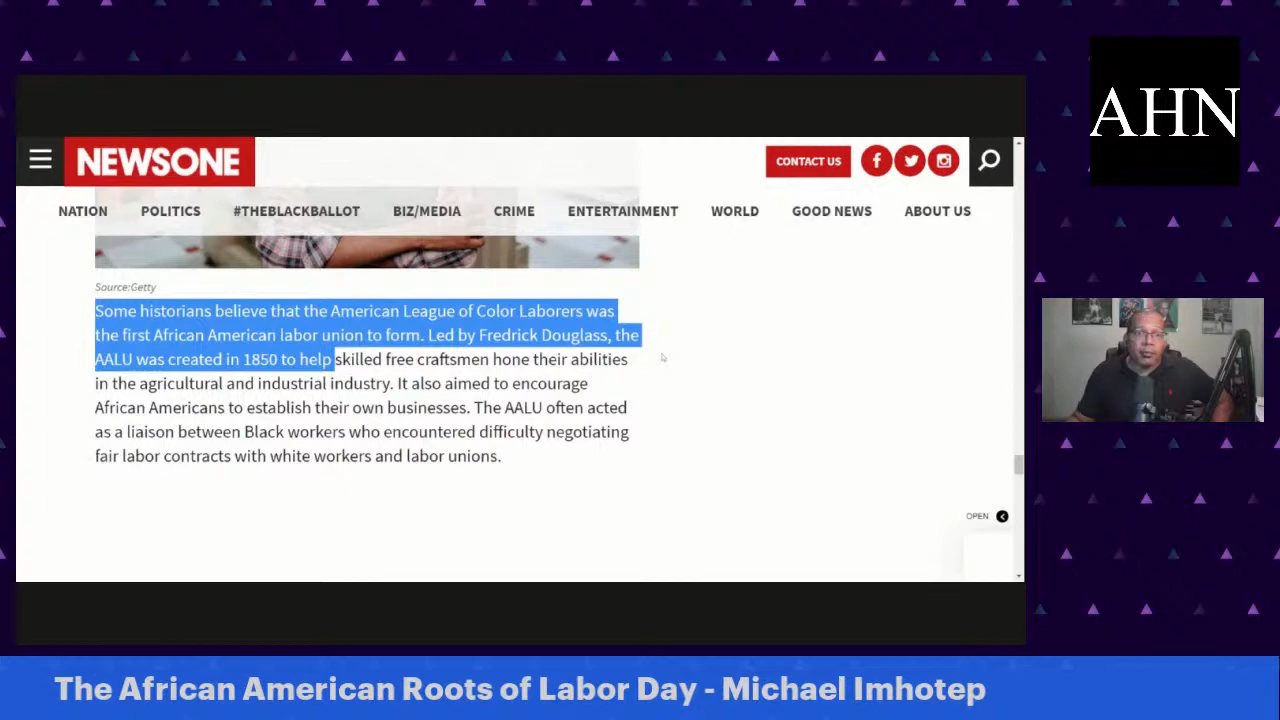 AHN
NEWSONE
CONTACT US
NATION POLITICS #THEBLACKBALLOT BIZ/MEDIA CRIME ENTERTAINMENT WORLD GOOD NEWS ABOUT US
Source:Getty
Some historians believe that the American League of Color Laborers was
the first African American labor union to form. Led by Fredrick Douglass, the
AALU was created in 1850 to help skilled free craftsmen hone their abilities
in the agricultural and industrial industry. It also aimed to encourage
African Americans to establish their own businesses. The AALU often acted
as a liaison between Black workers who encountered difficulty negotiating
fair labor contracts with white workers and labor unions.
OPEN
The African American Roots of Labor Day - Michael Imhotep